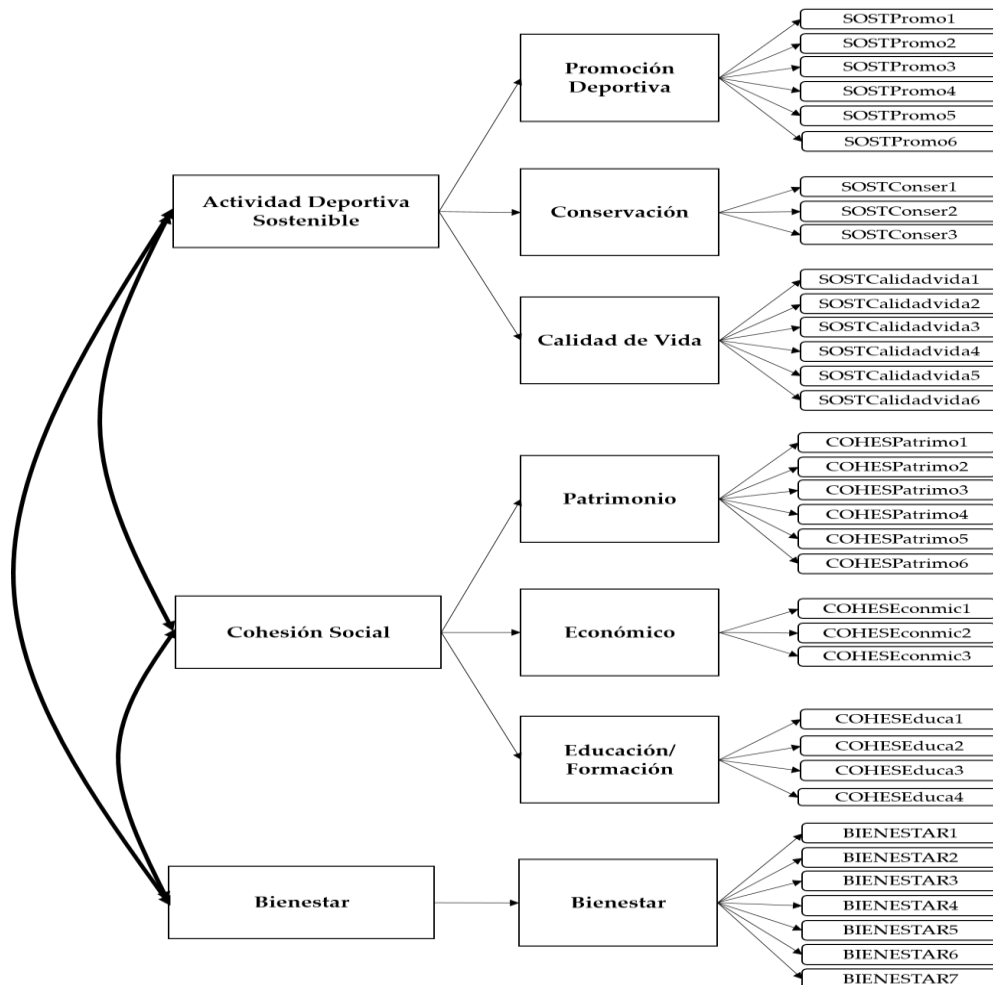 SOSTPromo1
SOSTPromo2
Promoción
Deportiva
SOSTPromo3
SOSTPromo4
SOSTPromo5
SOSTPromo6
Actividad Deportiva
Sostenible
Conservación
SOSTConser1
SOSTConser2
SOSTConser3
Calidad de Vida
SOSTCalidadvida1
SOSTCalidadvida2
SOSTCalidadvida3
SOSTCalidadvida4
SOSTCalidadvida5
SOSTCalidadvida6
Patrimonio
COHESPatrimo1
COHESPatrimo2
COHESPatrimo3
COHESPatrimo4
COHESPatrimo5
COHESPatrimo6
Cohesión Social
Económico
COHESEconmic1
COHESEconmic2
COHESEconmic3
Educación/
Formación
COHESEduca1
COHESEduca2
COHESEduca3
COHESEduca4
Bienestar
Bienestar
BIENESTAR1
BIENESTAR2
BIENESTAR3
BIENESTAR4
BIENESTAR5
BIENESTAR6
BIENESTAR7